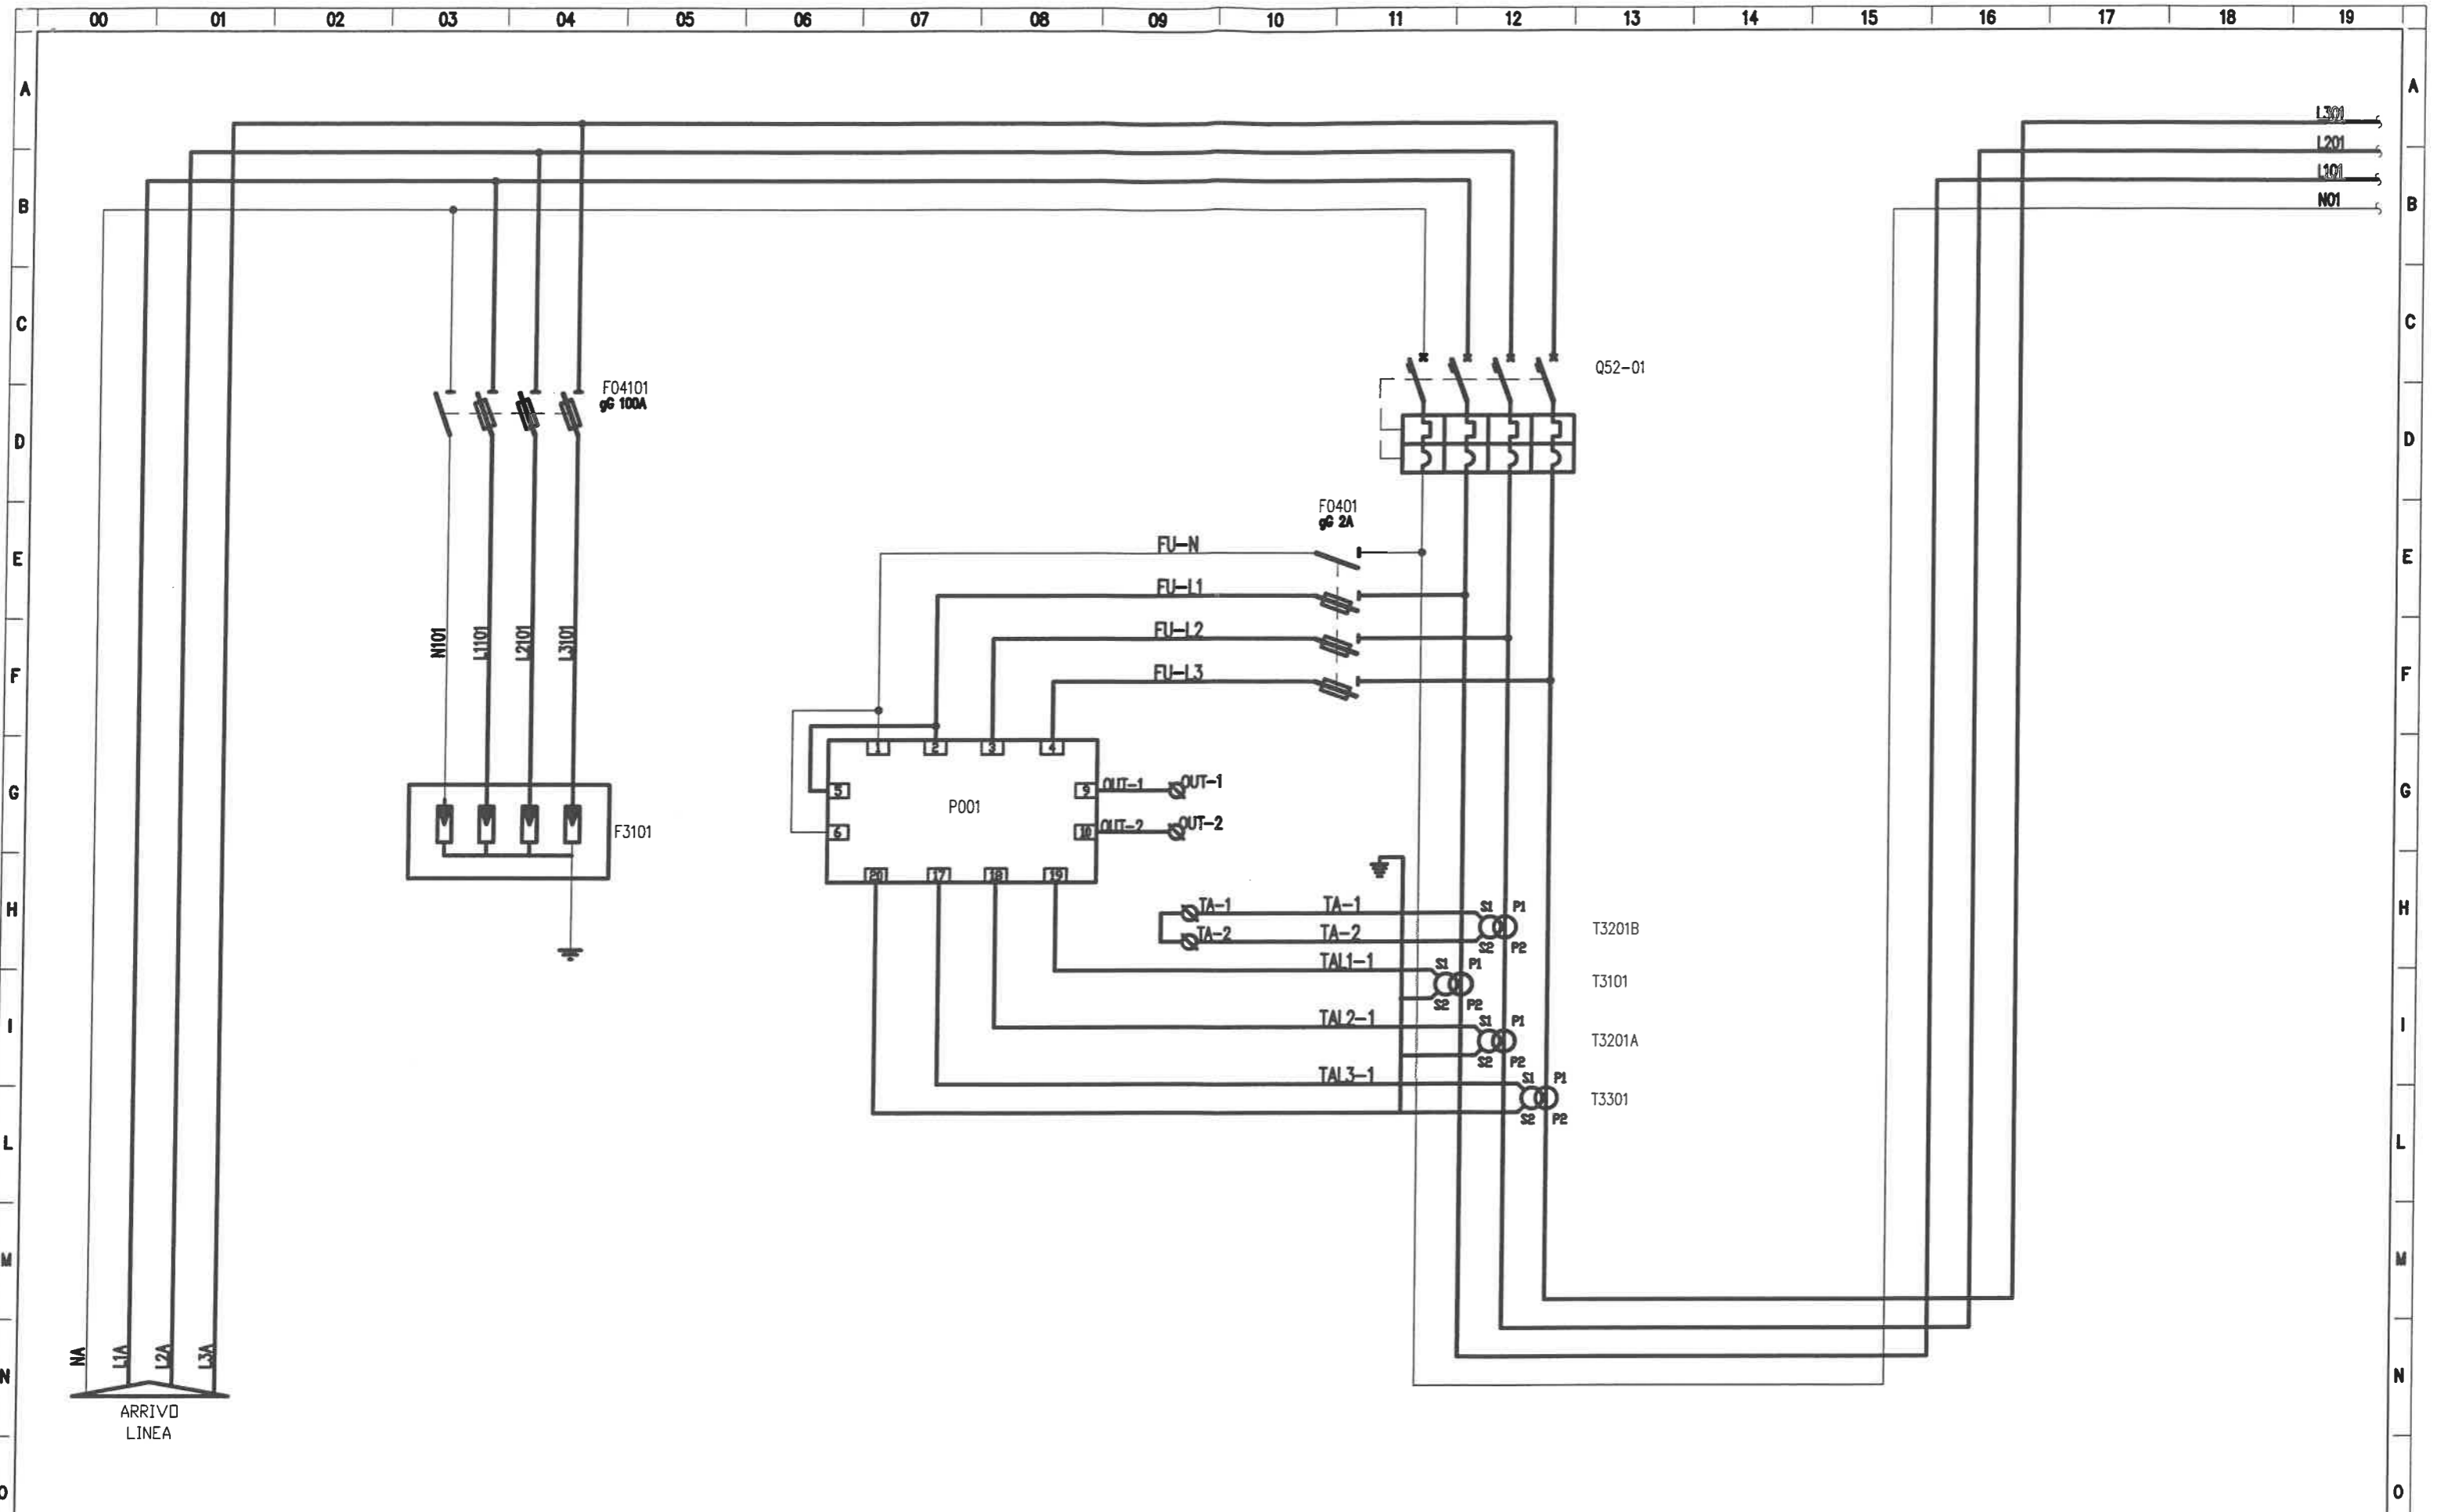 00 01 02 03 04 05 06 07 08 09 10 11 12 13 14 15 16 17 18 19
A A
L301
L201
L101
B N01 B
C C
Q52-01
F04101
gG 100A
D D
F0401
gG 2A
E FU-N E
FU-L1
N101 L1101 L2101 L3101 FU-L2
F FU-L3 F
1 2 3 4
G 5 9 OUT-1 OUT-1 G
P001
6 10 OUT-2 OUT-2
F3101
20 17 18 19
H TA-1 TA-1 S1 P1 H
TA-2 TA-2 S2 P2 T3201B
TAL1-1 S1 P1
T3101
S2 P2
I TAL2-1 S1 P1 I
T3201A
S2 P2
TAL3-1 S1 P1
T3301
S2 P2
L L
M M
NA L1A L2A L3A
N N
ARRIVO
LINEA
O O